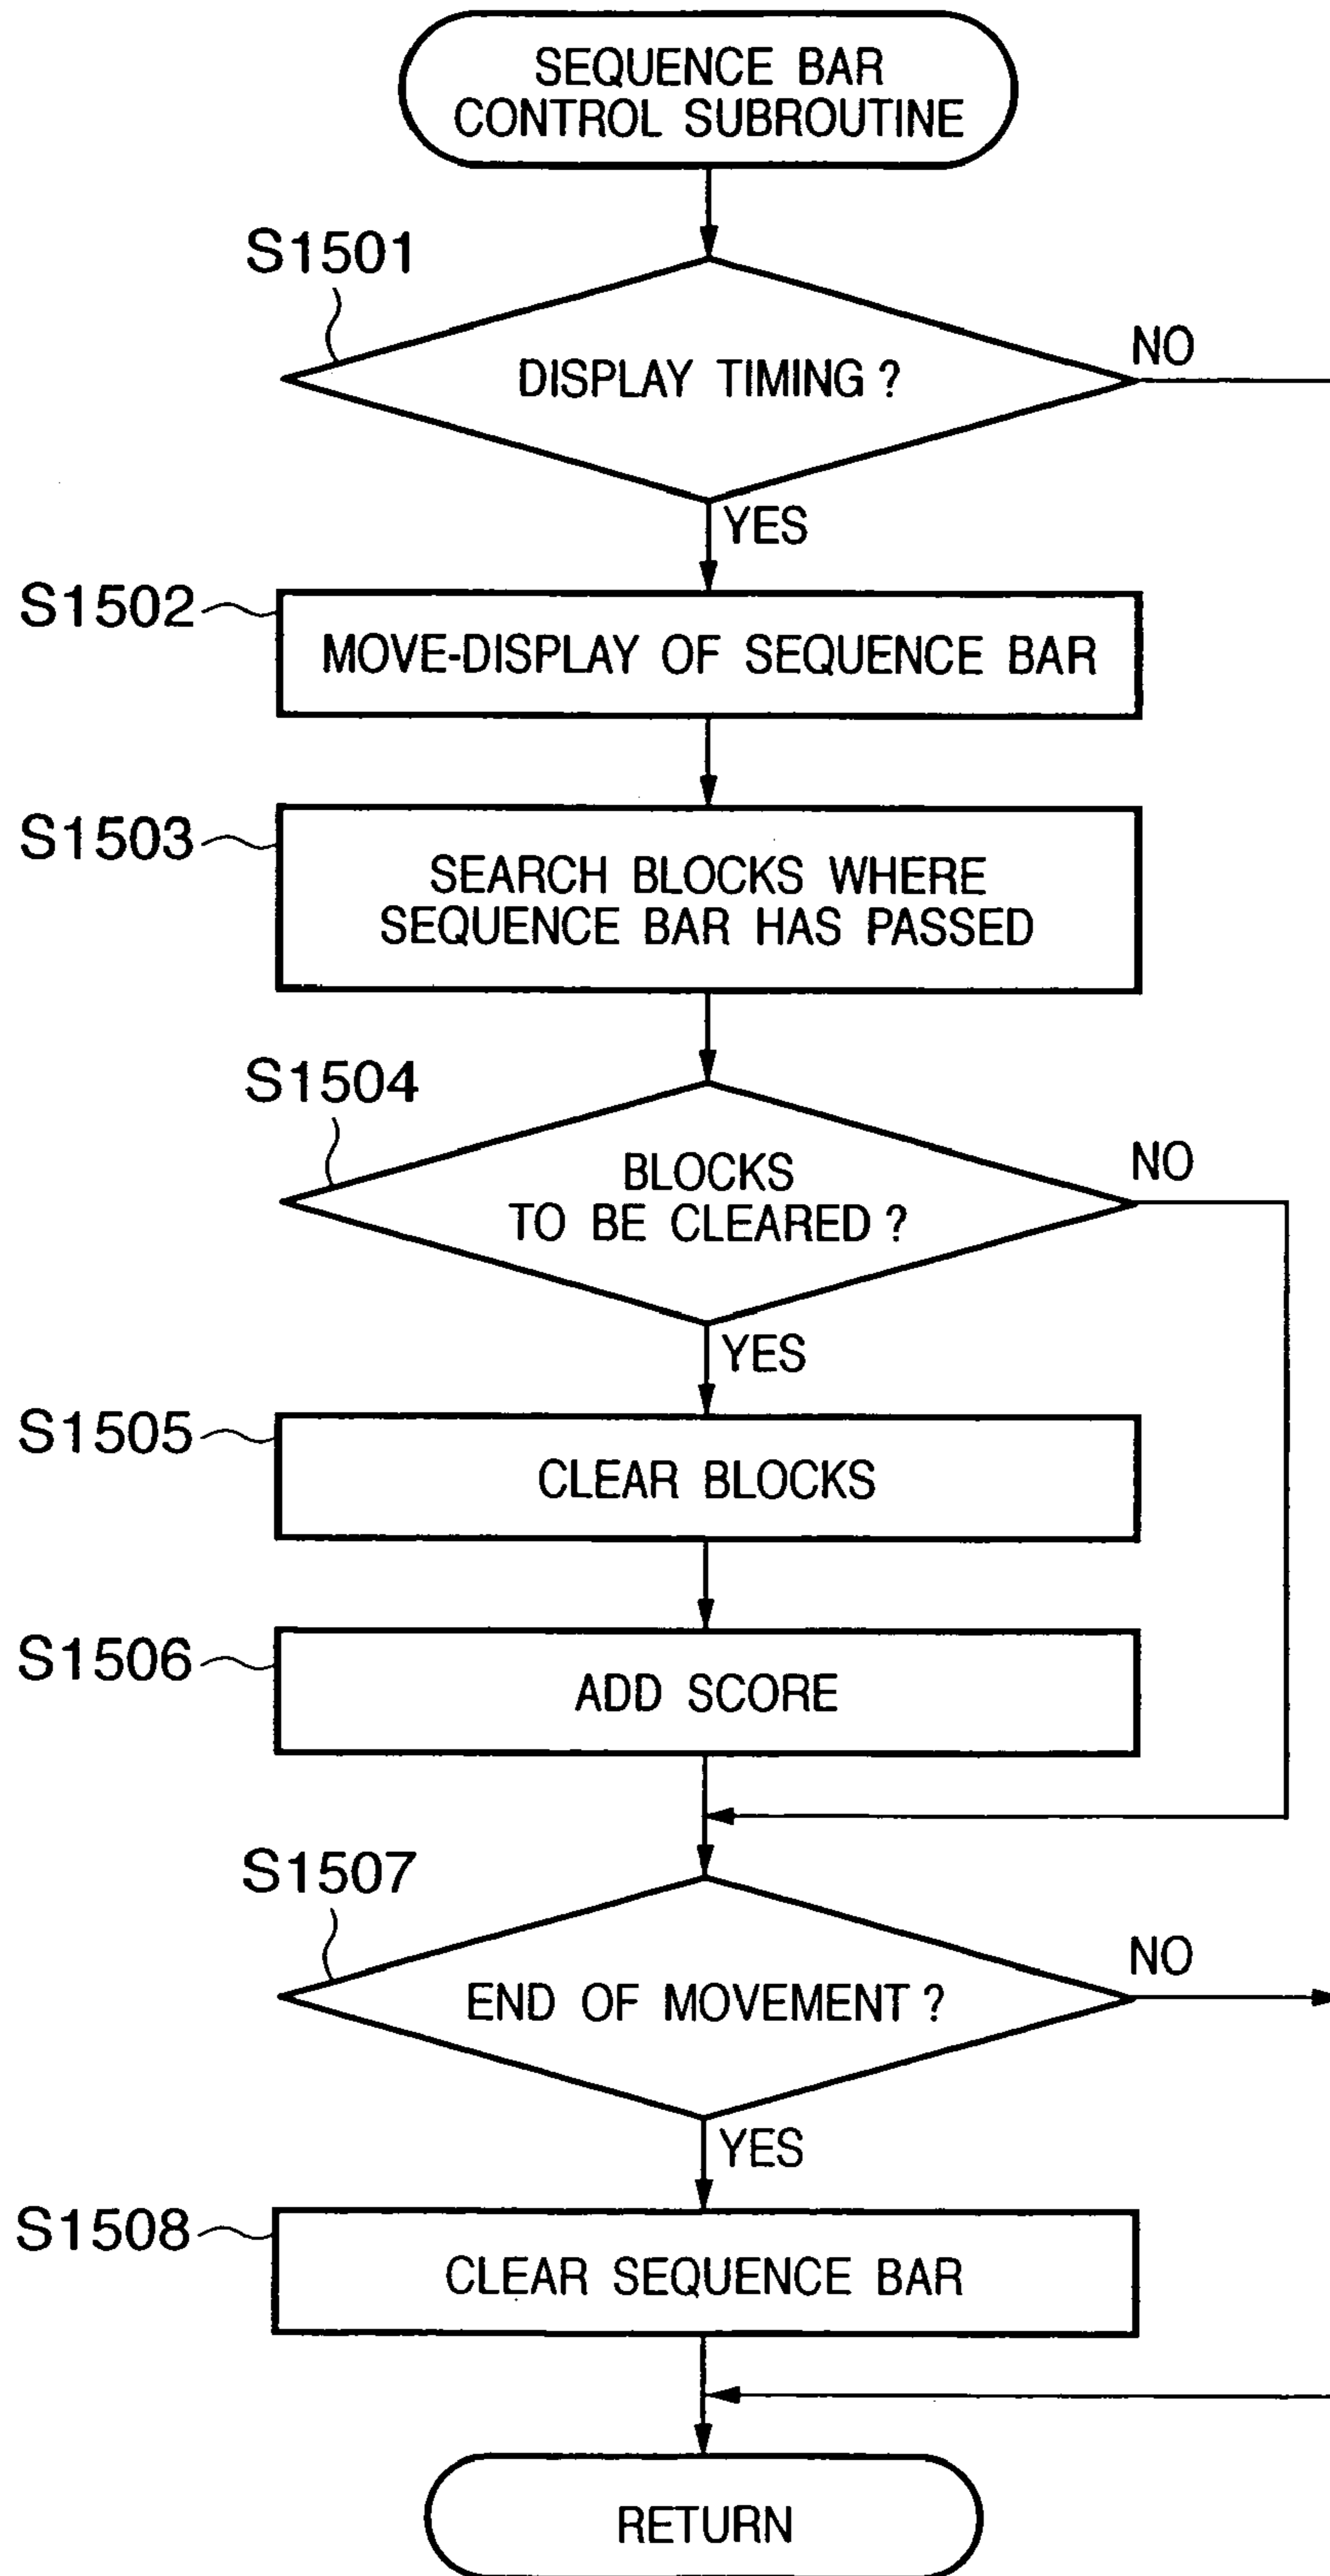 SEQUENCE BAR
CONTROL SUBROUTINE
S1501
DISPLAY TIMING ?
NO
YES
S1502
MOVE-DISPLAY OF SEQUENCE BAR
S1503
SEARCH BLOCKS WHERE
SEQUENCE BAR HAS PASSED
S1504
BLOCKS
TO BE CLEARED ?
NO
YES
S1505
CLEAR BLOCKS
S1506
ADD SCORE
S1507
END OF MOVEMENT ?
NO
YES
S1508
CLEAR SEQUENCE BAR
RETURN